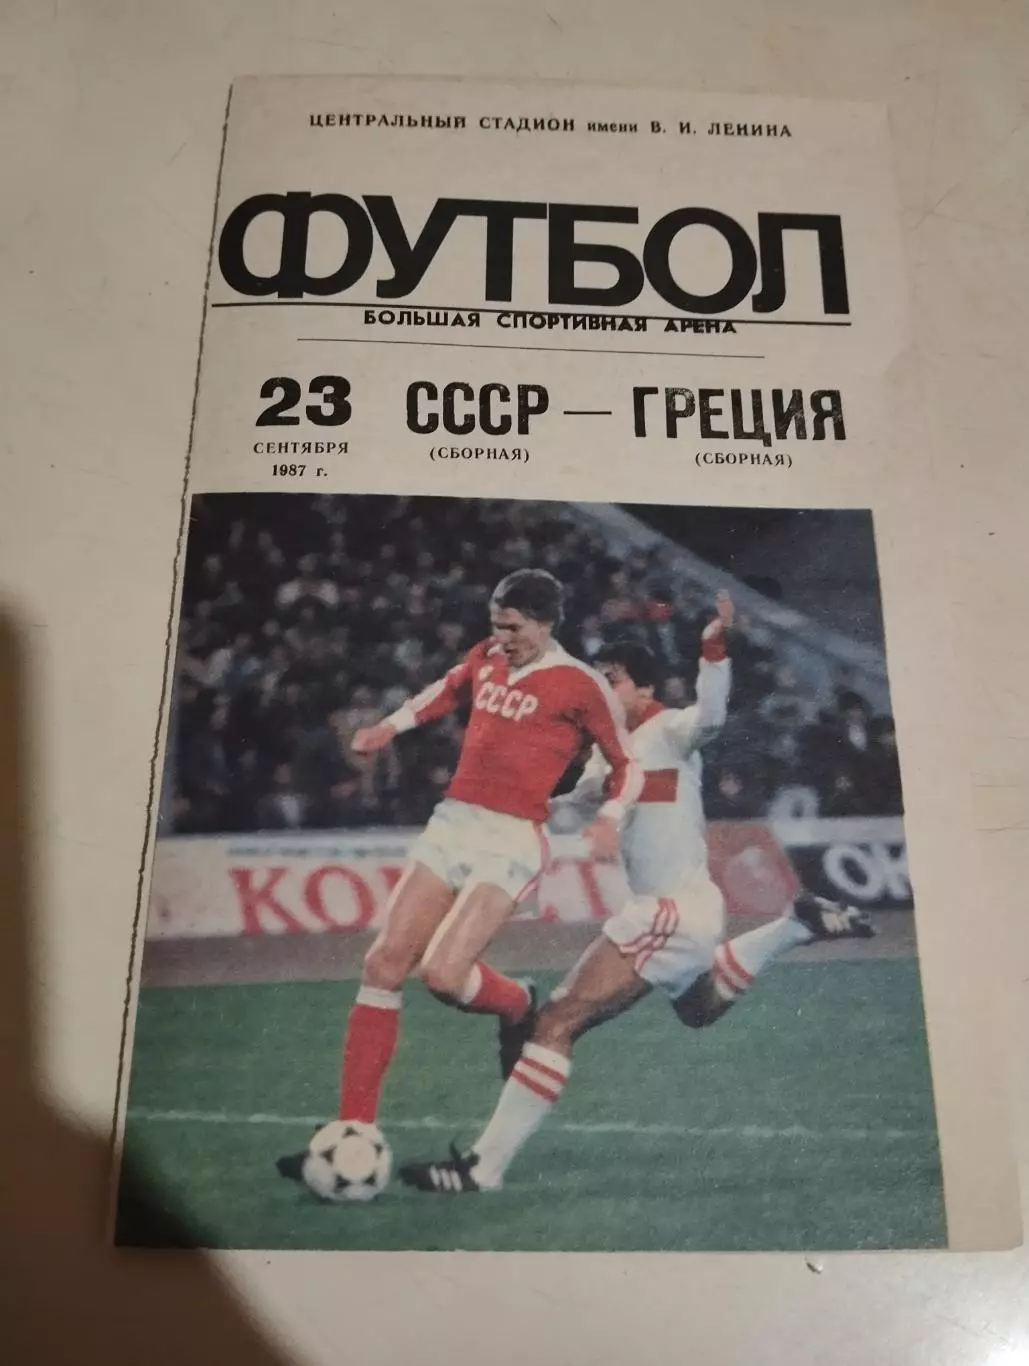 ЦЕНТРАЛЬНЫЙ СТАДИОН имени В. И. ЛЕНИНА
ФУТБОЛ
БОЛЬШАЯ СПОРТИВНАЯ АРЕНА
23 СССР — ГРЕЦИЯ
СЕНТЯБРЯ (СБОРНАЯ) (СБОРНАЯ)
1987 г.
СССР